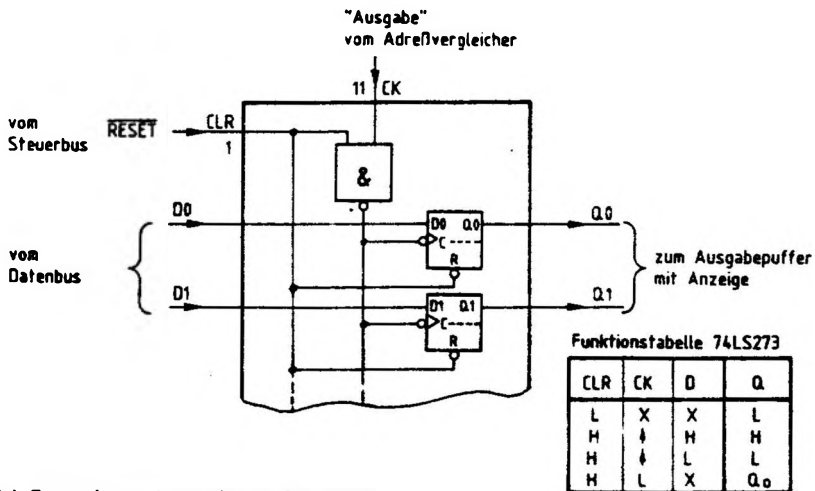 "Ausgabe"
vom Adreßvergleicher
11 CK
vom
Steuerbus
RESET
CLR
1
&
D0
D0 Q0
C
R
Q0
vom
Datenbus
zum Ausgabepuffer
mit Anzeige
D1
D1 Q1
C
R
Q1
Funktionstabelle 74LS273
CLR CK D Q
L X X L
H ↑ H H
H ↑ L L
H L X Q0